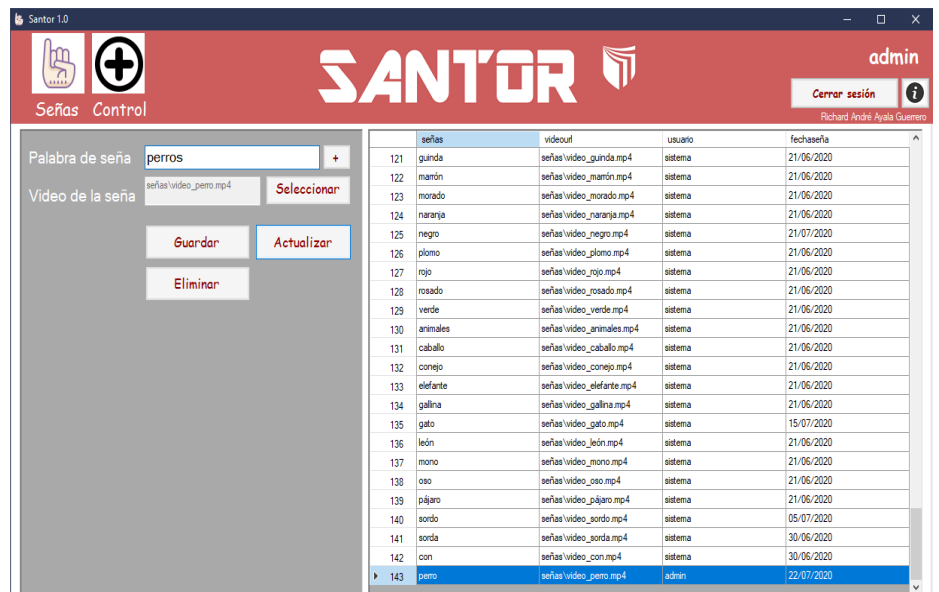 Santor 1.0
SANTOR
admin
Señas Control
Cerrar sesión
Richard André Ayala Guerrero
Palabra de seña perros +
Video de la seña señas\video_perro.mp4 Seleccionar
Guardar Actualizar
Eliminar
señas videourl usuario fechaseña
121 guinda señas\video_guinda.mp4 sistema 21/06/2020
122 marrón señas\video_marrón.mp4 sistema 21/06/2020
123 morado señas\video_morado.mp4 sistema 21/06/2020
124 naranja señas\video_naranja.mp4 sistema 21/06/2020
125 negro señas\video_negro.mp4 sistema 21/07/2020
126 plomo señas\video_plomo.mp4 sistema 21/06/2020
127 rojo señas\video_rojo.mp4 sistema 21/06/2020
128 rosado señas\video_rosado.mp4 sistema 21/06/2020
129 verde señas\video_verde.mp4 sistema 21/06/2020
130 animales señas\video_animales.mp4 sistema 21/06/2020
131 caballo señas\video_caballo.mp4 sistema 21/06/2020
132 conejo señas\video_conejo.mp4 sistema 21/06/2020
133 elefante señas\video_elefante.mp4 sistema 21/06/2020
134 gallina señas\video_gallina.mp4 sistema 21/06/2020
135 gato señas\video_gato.mp4 sistema 15/07/2020
136 león señas\video_león.mp4 sistema 21/06/2020
137 mono señas\video_mono.mp4 sistema 21/06/2020
138 oso señas\video_oso.mp4 sistema 21/06/2020
139 pájaro señas\video_pájaro.mp4 sistema 21/06/2020
140 sordo señas\video_sordo.mp4 sistema 05/07/2020
141 sorda señas\video_sorda.mp4 sistema 30/06/2020
142 con señas\video_con.mp4 sistema 30/06/2020
143 perro señas\video_perro.mp4 admin 22/07/2020